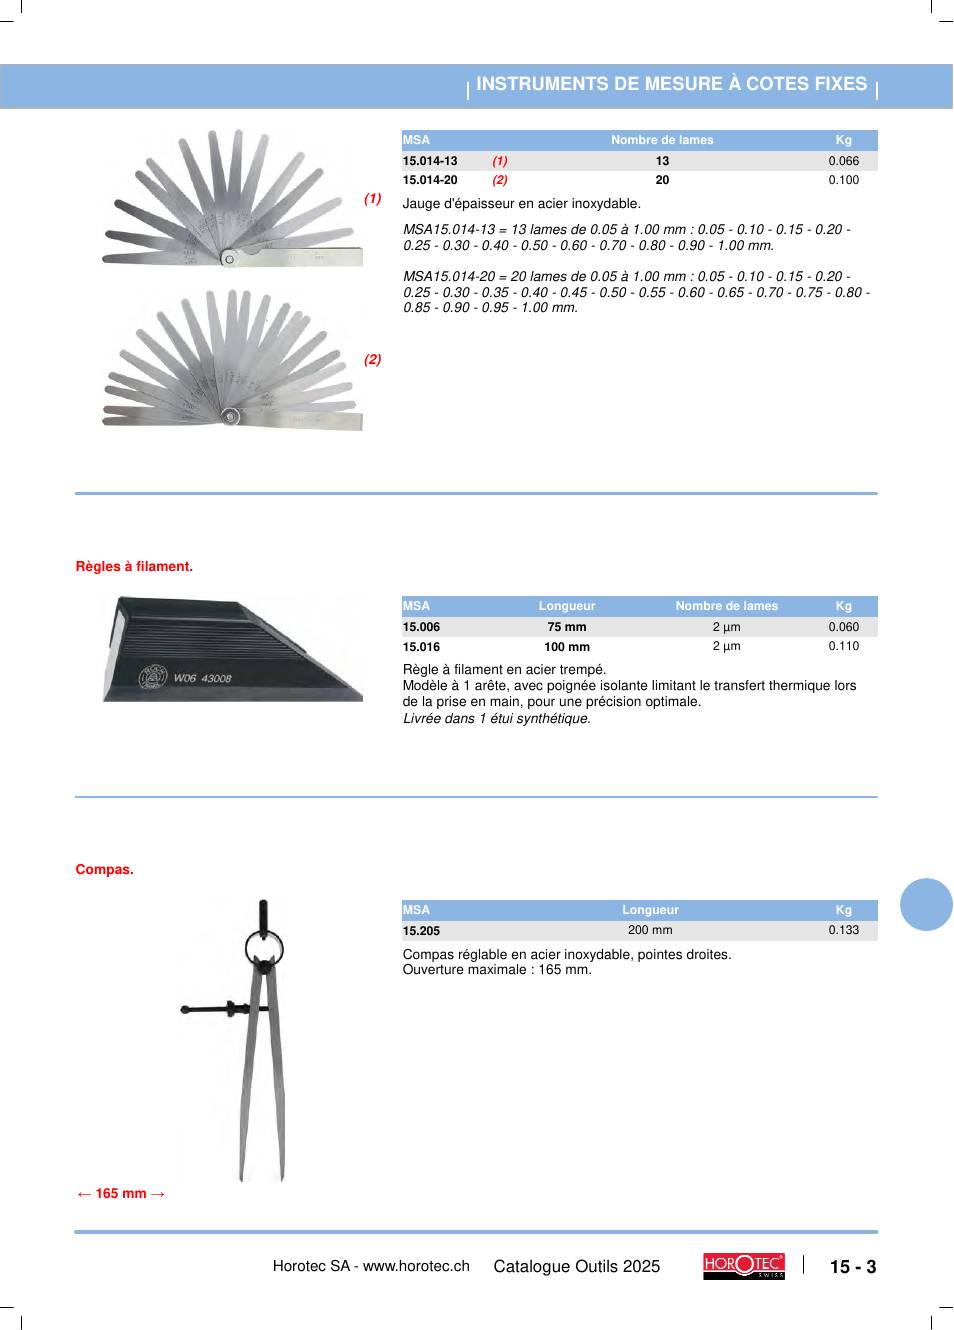 INSTRUMENTS DE MESURE À COTES FIXES
MSA Nombre de lames Kg
15.014-13 (1) 13 0.066
15.014-20 (2) 20 0.100
(1)
Jauge d'épaisseur en acier inoxydable.
MSA15.014-13 = 13 lames de 0.05 à 1.00 mm : 0.05 - 0.10 - 0.15 - 0.20 -
0.25 - 0.30 - 0.40 - 0.50 - 0.60 - 0.70 - 0.80 - 0.90 - 1.00 mm.
MSA15.014-20 = 20 lames de 0.05 à 1.00 mm : 0.05 - 0.10 - 0.15 - 0.20 -
0.25 - 0.30 - 0.35 - 0.40 - 0.45 - 0.50 - 0.55 - 0.60 - 0.65 - 0.70 - 0.75 - 0.80 -
0.85 - 0.90 - 0.95 - 1.00 mm.
(2)
Règles à filament.
MSA Longueur Nombre de lames Kg
15.006 75 mm 2 µm 0.060
15.016 100 mm 2 µm 0.110
W06 43008
Règle à filament en acier trempé.
Modèle à 1 arête, avec poignée isolante limitant le transfert thermique lors
de la prise en main, pour une précision optimale.
Livrée dans 1 étui synthétique.
Compas.
MSA Longueur Kg
15.205 200 mm 0.133
Compas réglable en acier inoxydable, pointes droites.
Ouverture maximale : 165 mm.
← 165 mm →
Horotec SA - www.horotec.ch Catalogue Outils 2025 HOROTEC SWISS 15 - 3